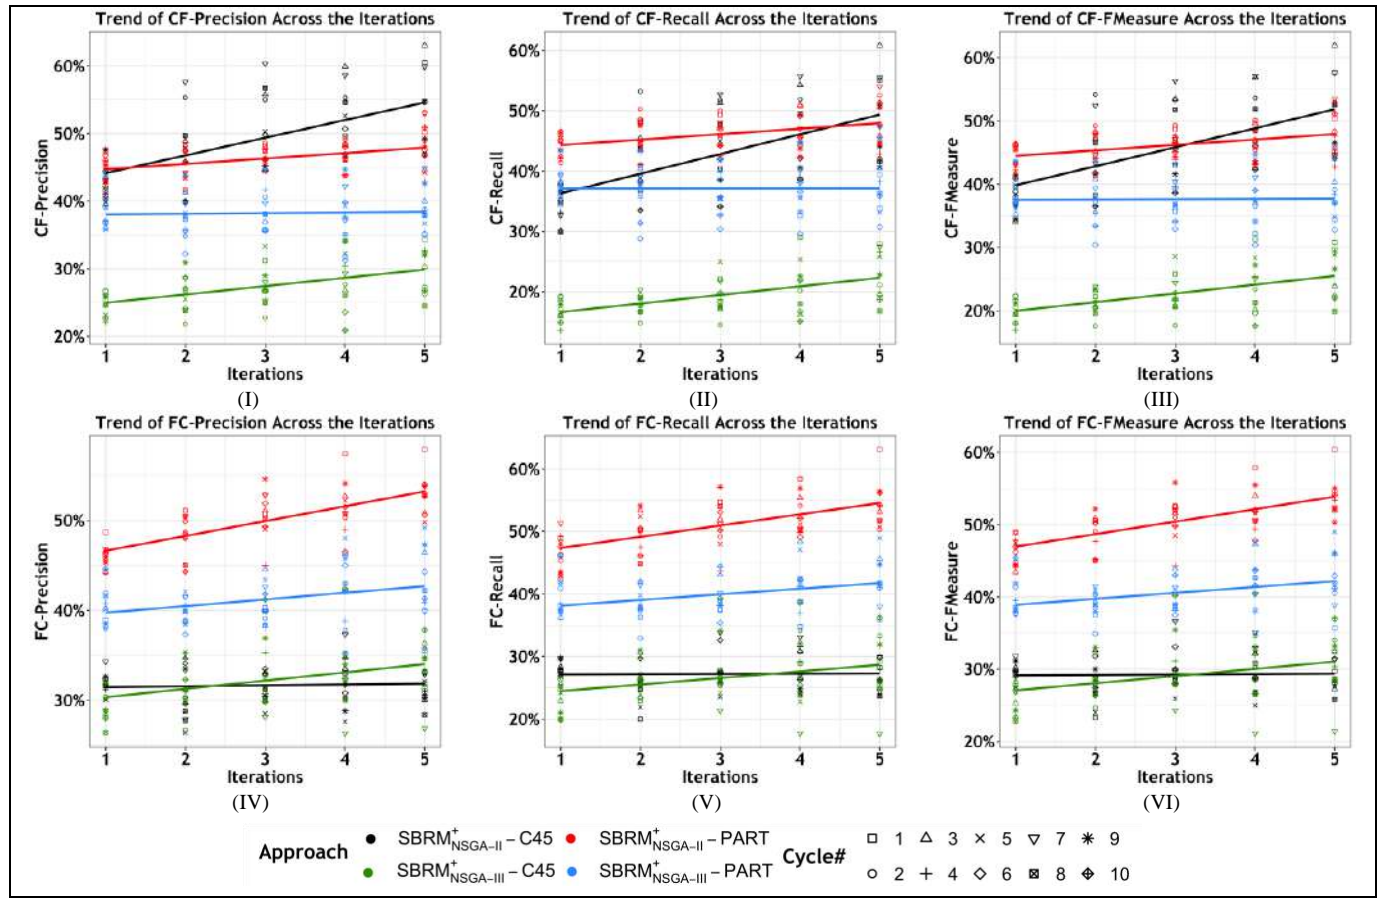 Trend of CF-Precision Across the Iterations
CF-Precision
60%
50%
40%
30%
20%
1 2 3 4 5
Iterations
(I)
Trend of CF-Recall Across the Iterations
CF-Recall
60%
50%
40%
30%
20%
1 2 3 4 5
Iterations
(II)
Trend of CF-FMeasure Across the Iterations
CF-FMeasure
60%
50%
40%
30%
20%
1 2 3 4 5
Iterations
(III)
Trend of FC-Precision Across the Iterations
FC-Precision
50%
40%
30%
1 2 3 4 5
Iterations
(IV)
Trend of FC-Recall Across the Iterations
FC-Recall
60%
50%
40%
30%
20%
1 2 3 4 5
Iterations
(V)
Trend of FC-FMeasure Across the Iterations
FC-FMeasure
60%
50%
40%
30%
20%
1 2 3 4 5
Iterations
(VI)
Approach
SBRM+NSGA-II – C45 SBRM+NSGA-II – PART
SBRM+NSGA-III – C45 SBRM+NSGA-III – PART
Cycle#
1 3 5 7 9
2 4 6 8 10